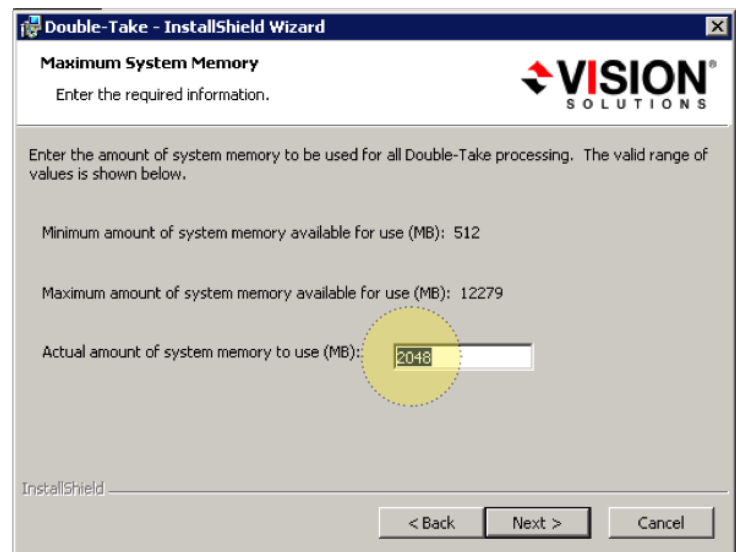 Double-Take - InstallShield Wizard
Maximum System Memory
Enter the required information.
VISION®
SOLUTIONS
Enter the amount of system memory to be used for all Double-Take processing. The valid range of
values is shown below.
Minimum amount of system memory available for use (MB): 512
Maximum amount of system memory available for use (MB): 12279
Actual amount of system memory to use (MB): 2048
InstallShield
< Back Next > Cancel